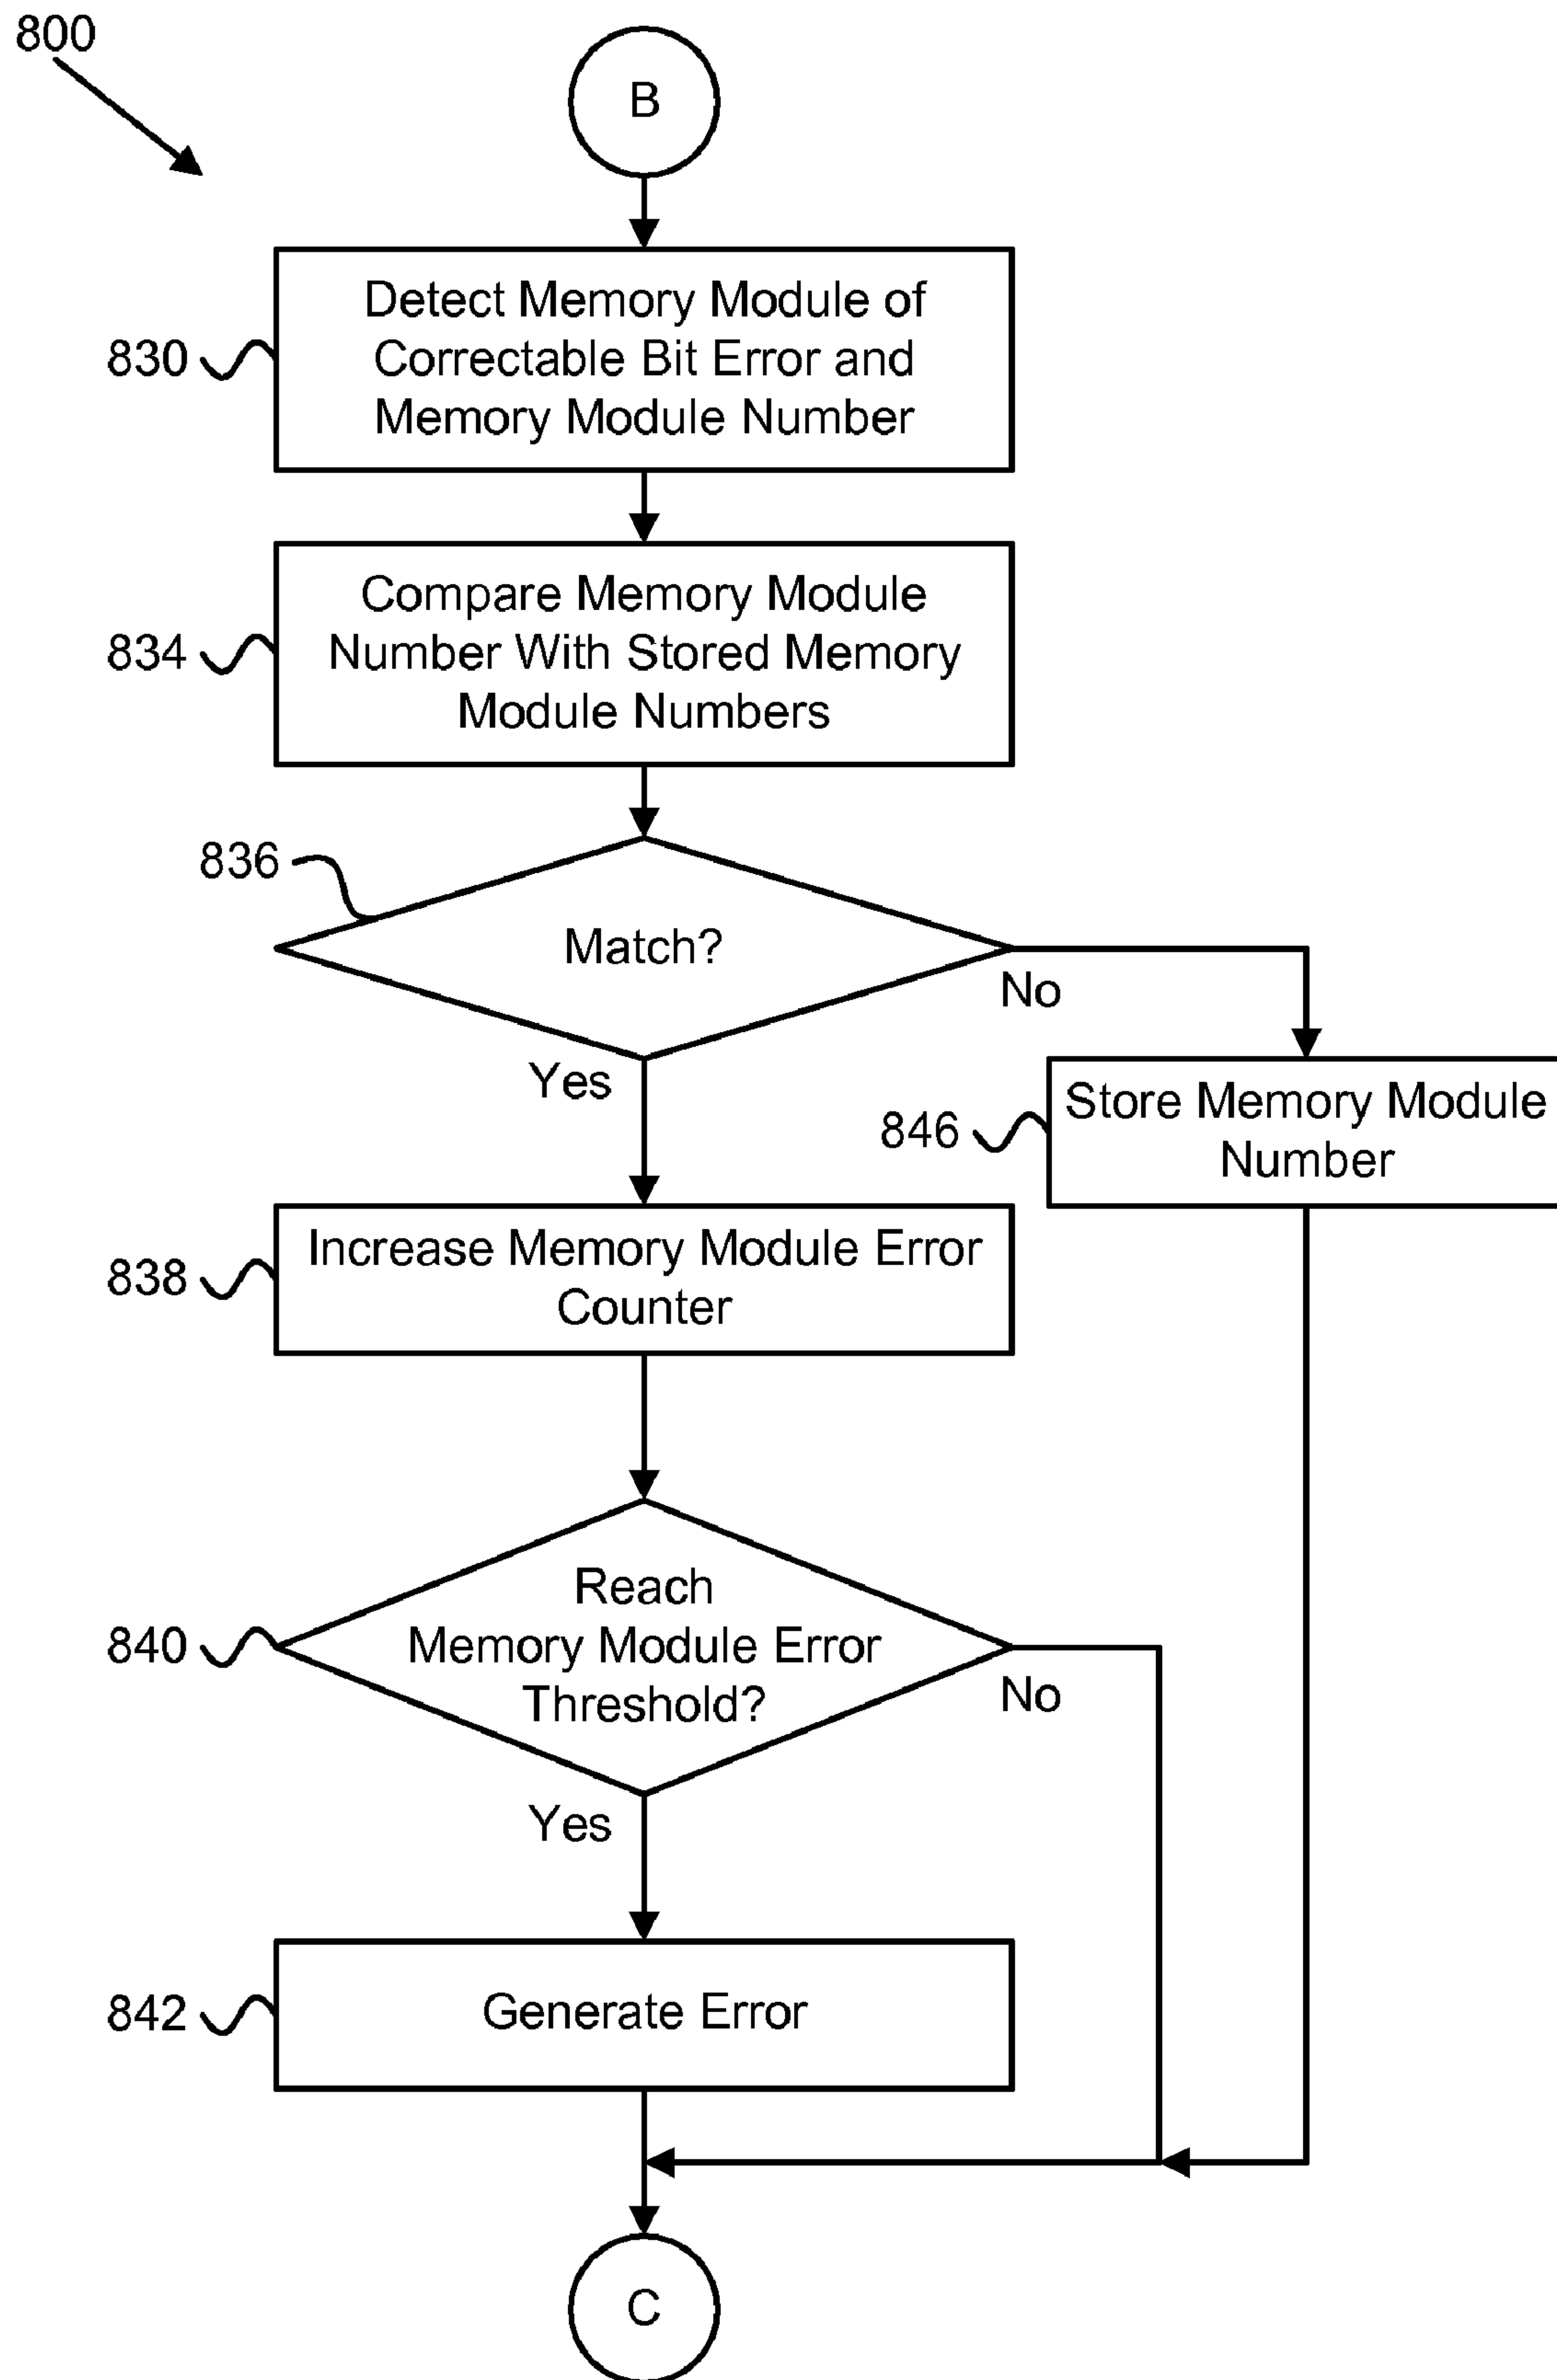 800
B
830
Detect Memory Module of
Correctable Bit Error and
Memory Module Number
834
Compare Memory Module
Number With Stored Memory
Module Numbers
836
Match?
No
Yes
846
Store Memory Module
Number
838
Increase Memory Module Error
Counter
840
Reach
Memory Module Error
Threshold?
No
Yes
842
Generate Error
C